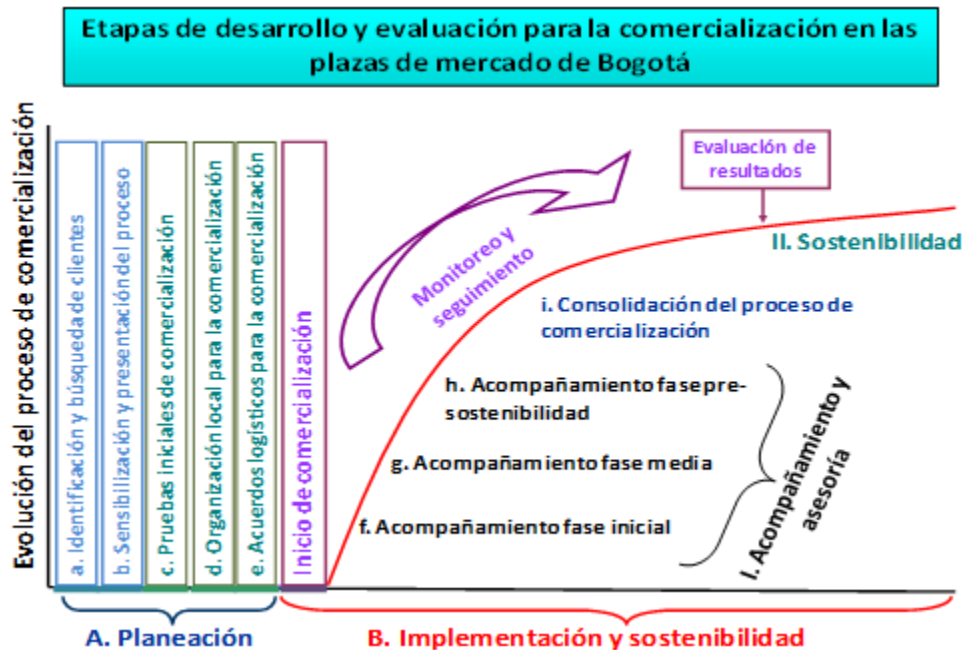 Etapas de desarrollo y evaluación para la comercialización en las
plazas de mercado de Bogotá
Evolución del proceso de comercialización
a. Identificación y búsqueda de clientes
b. Sensibilización y presentación del proceso
c. Pruebas iniciales de comercialización
d. Organización local para la comercialización
e. Acuerdos logísticos para la comercialización
Inicio de comercialización
Monitoreo y
seguimiento
Evaluación de
resultados
II. Sostenibilidad
i. Consolidación del proceso de
comercialización
h. Acompañamiento fase pre-
sostenibilidad
g. Acompañamiento fase media
f. Acompañamiento fase inicial
I. Acompañamiento y
asesoría
A. Planeación
B. Implementación y sostenibilidad